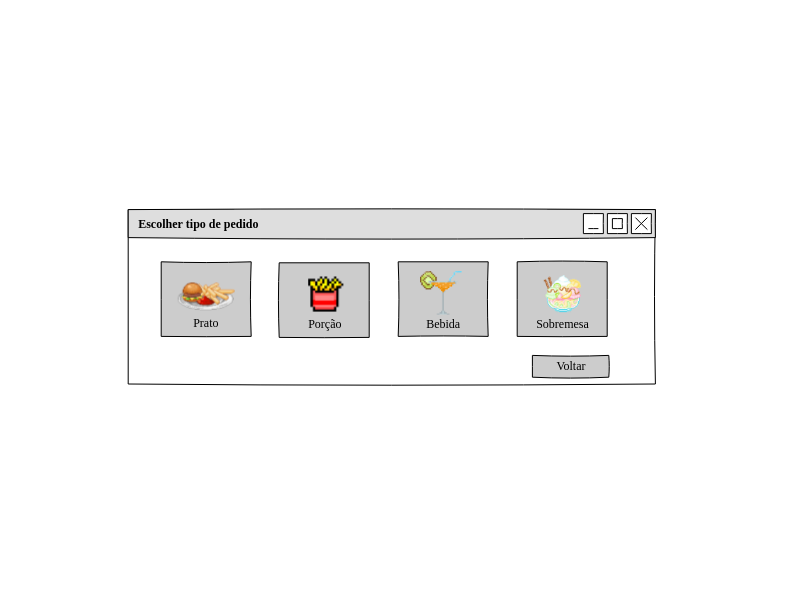 Escolher tipo de pedido
Prato
Porção
Bebida
Sobremesa
Voltar